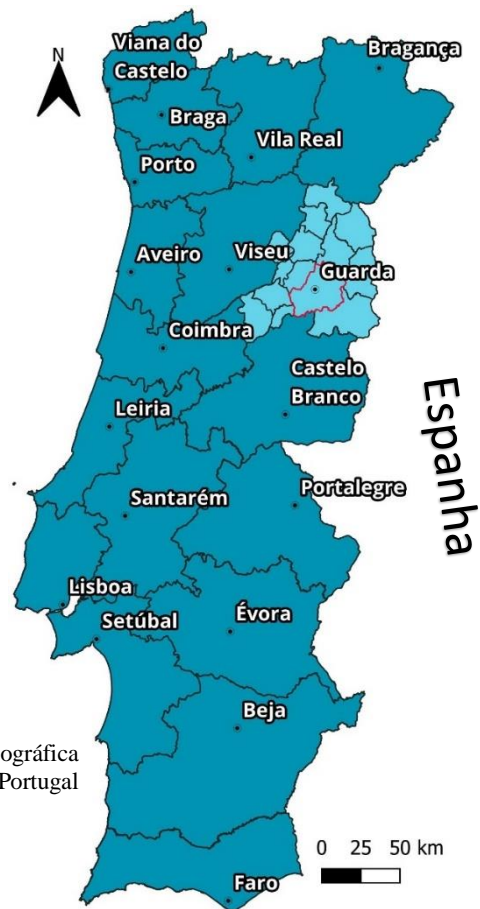 Viana do
Castelo
Bragança
N
Braga
Vila Real
Porto
Aveiro
Viseu
Guarda
Coimbra
Castelo
Branco
Leiria
Espanha
Santarém
Portalegre
Lisboa
Setúbal
Évora
Beja
ográfica
Portugal
0 25 50 km
Faro